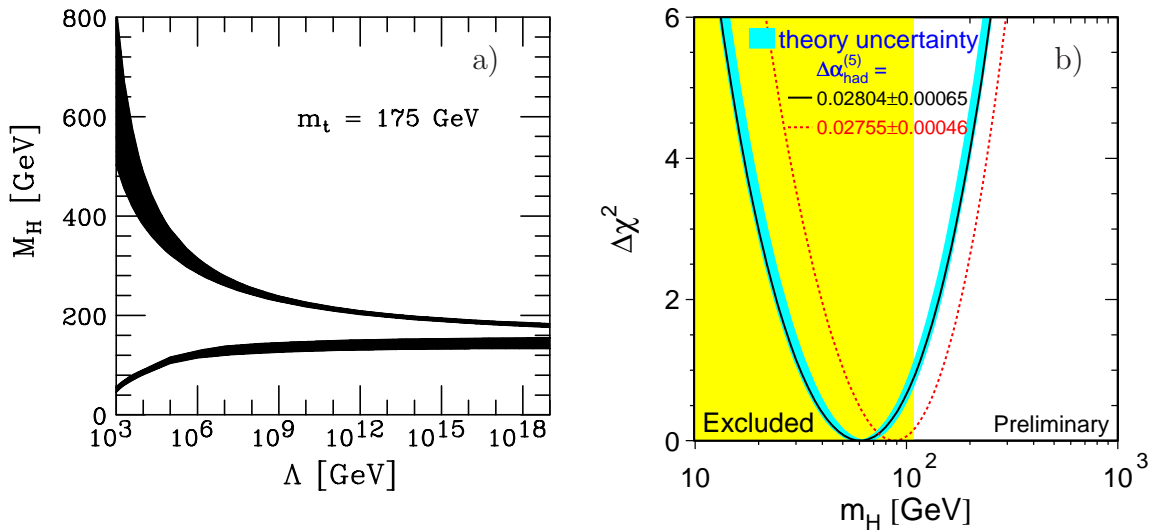 a)
m_t = 175 GeV
M_H [GeV]
800
600
400
200
0
10^3 10^6 10^9 10^12 10^15 10^18
Λ [GeV]
b)
theory uncertainty
Δα_had^(5) =
0.02804±0.00065
0.02755±0.00046
Δχ^2
6
4
2
0
Excluded
Preliminary
10 10^2 10^3
m_H [GeV]